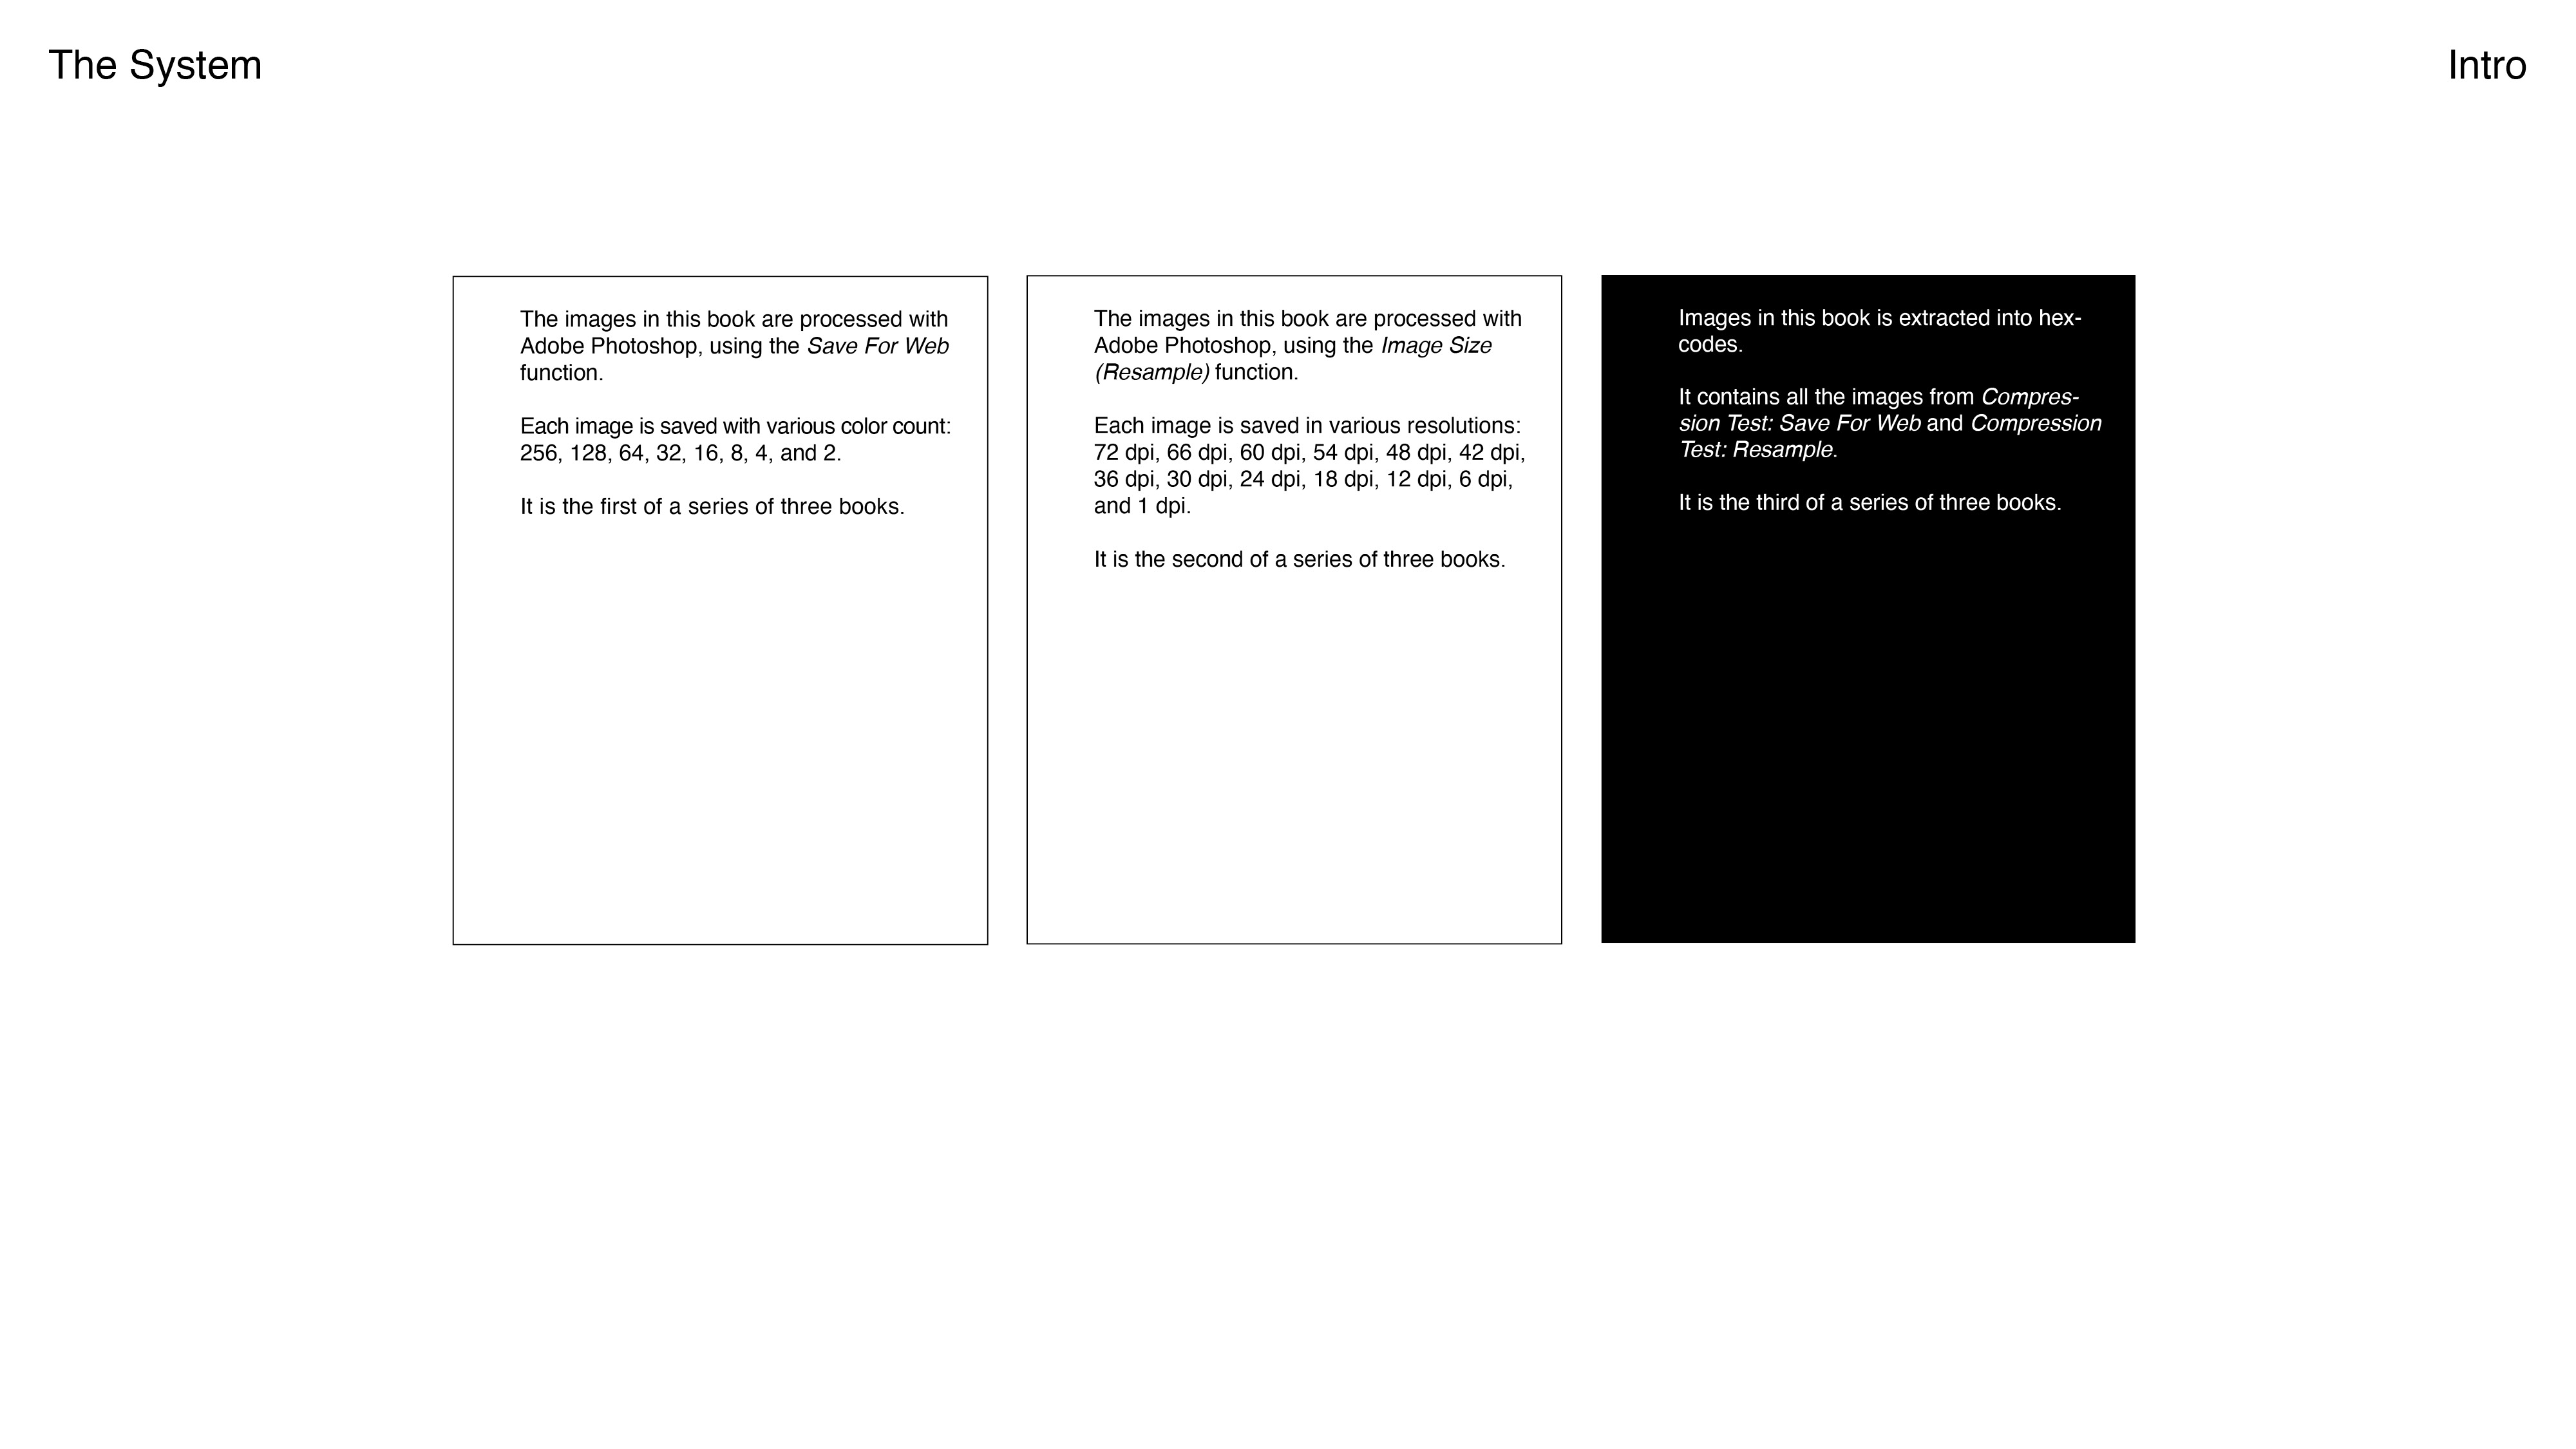 The System
Intro
The images in this book are processed with
Adobe Photoshop, using the Save For Web
function.
Each image is saved with various color count:
256, 128, 64, 32, 16, 8, 4, and 2.
It is the first of a series of three books.
The images in this book are processed with
Adobe Photoshop, using the Image Size
(Resample) function.
Each image is saved in various resolutions:
72 dpi, 66 dpi, 60 dpi, 54 dpi, 48 dpi, 42 dpi,
36 dpi, 30 dpi, 24 dpi, 18 dpi, 12 dpi, 6 dpi,
and 1 dpi.
It is the second of a series of three books.
Images in this book is extracted into hex-
codes.
It contains all the images from Compres-
sion Test: Save For Web and Compression
Test: Resample.
It is the third of a series of three books.